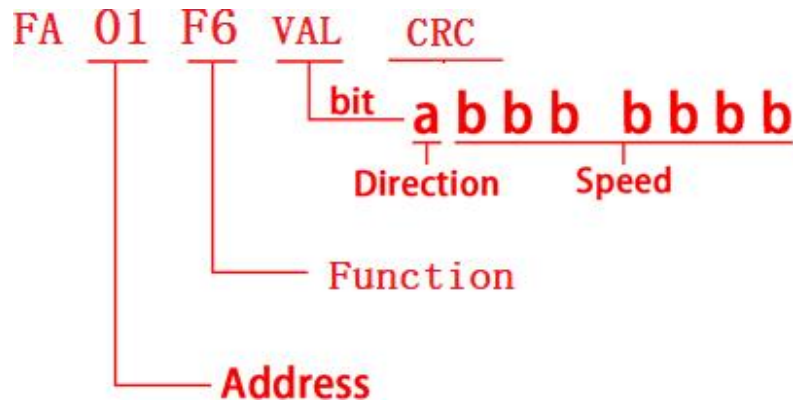 FA 01 F6 VAL CRC
bit a b b b b b b b
Direction Speed
Function
Address